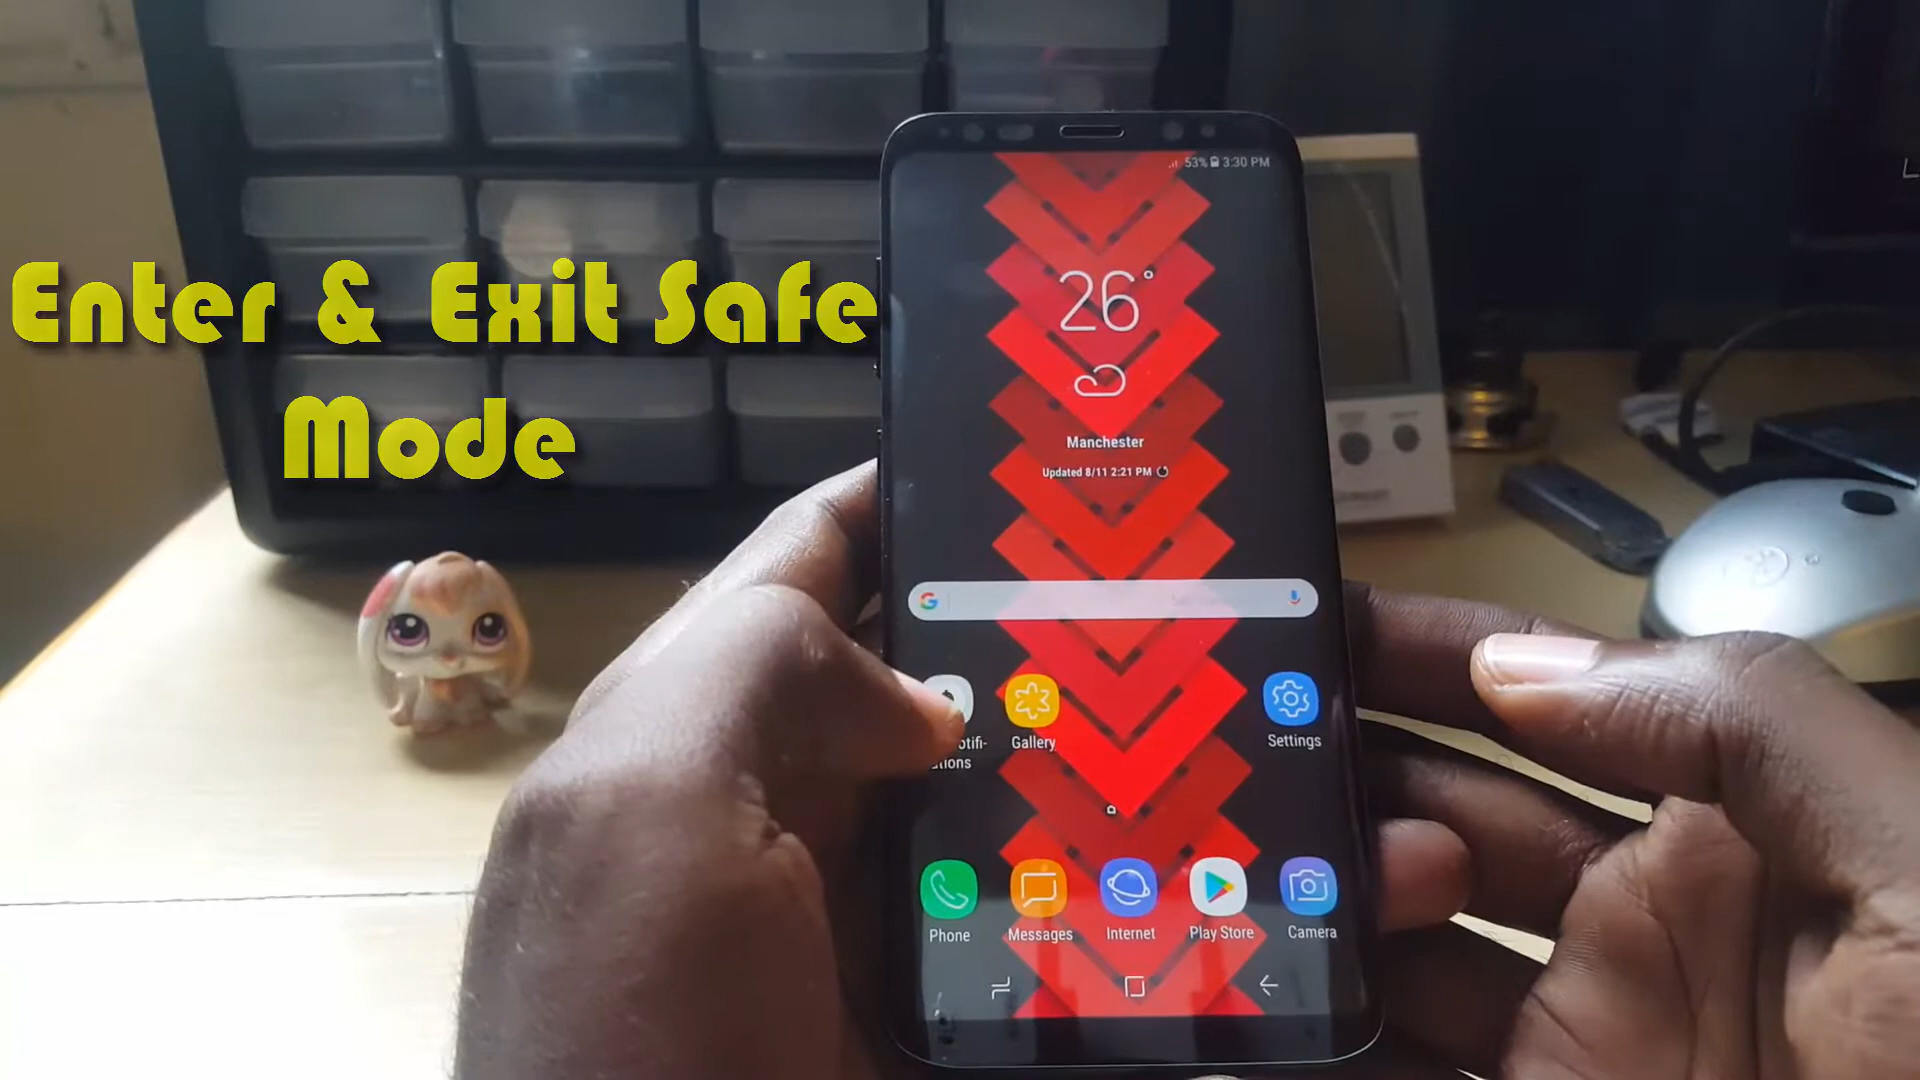 Enter & Exit Safe
Mode
53% 3:30 PM
26°
Manchester
Updated 8/11 2:21 PM
G
Gallery
Settings
Phone
Messages
Internet
Play Store
Camera